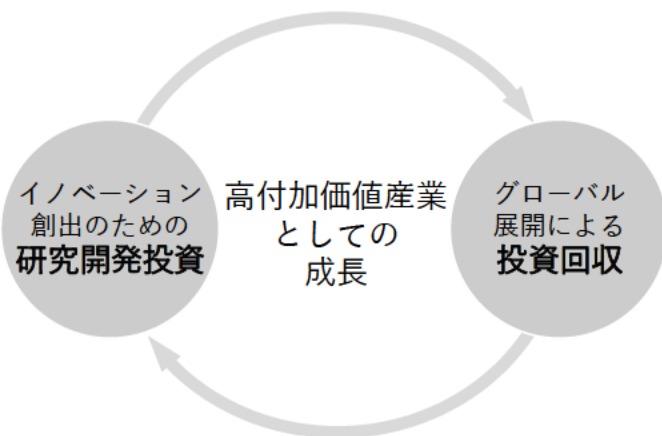 イノベーション
創出のための
研究開発投資
高付加価値産業
としての
成長
グローバル
展開による
投資回収